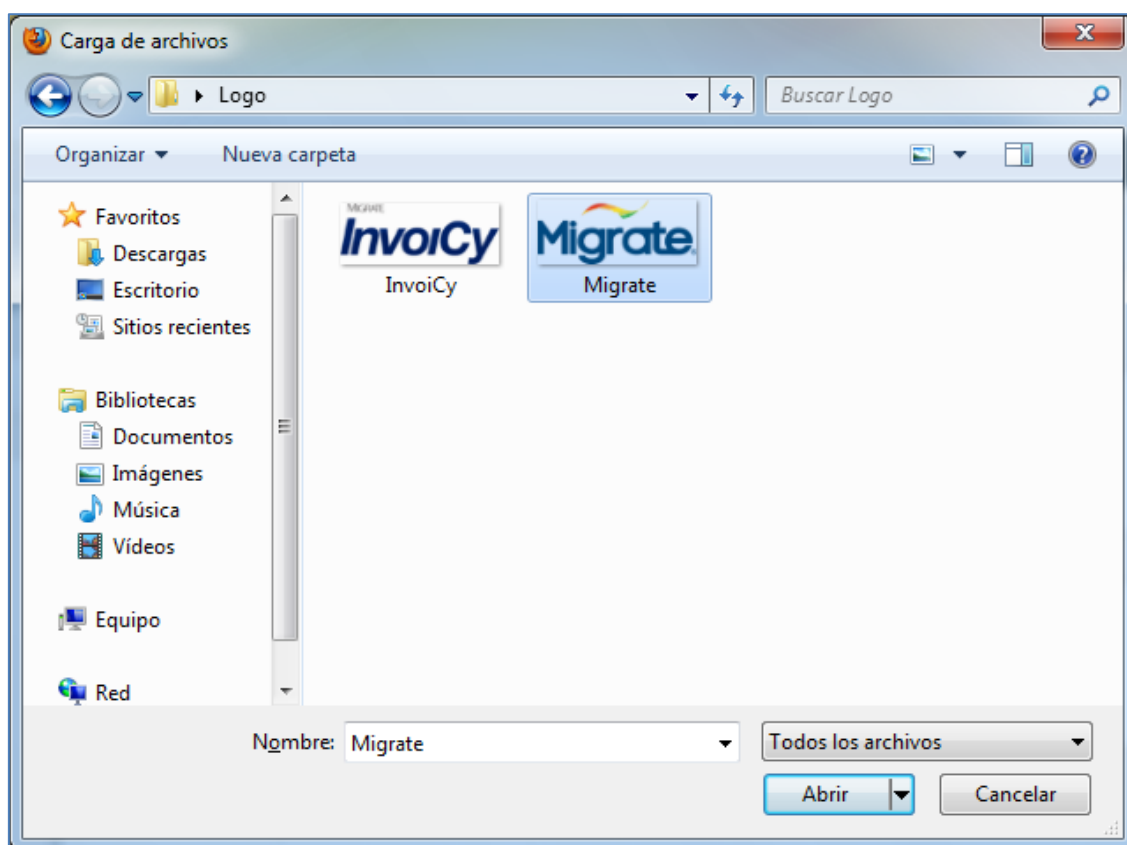 Carga de archivos
Logo
Buscar Logo
Organizar
Nueva carpeta
Favoritos
Descargas
Escritorio
Sitios recientes
Bibliotecas
Documentos
Imágenes
Música
Vídeos
Equipo
Red
MIGRATE
InvoiCy
Migrate
InvoiCy
Migrate
Nombre: Migrate
Todos los archivos
Abrir
Cancelar